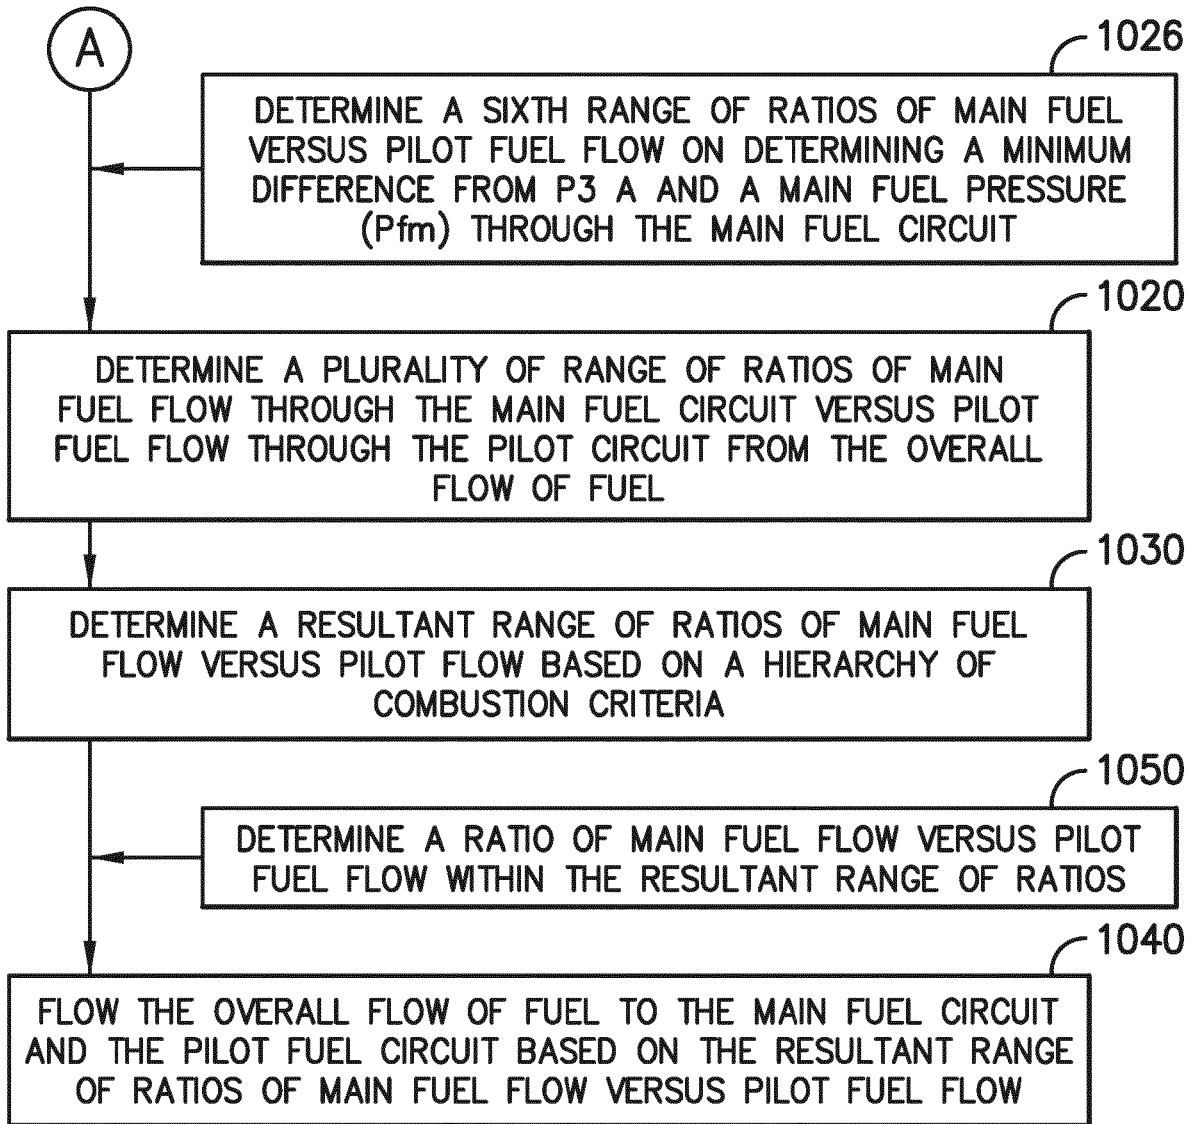 A
1026
DETERMINE A SIXTH RANGE OF RATIOS OF MAIN FUEL
VERSUS PILOT FUEL FLOW ON DETERMINING A MINIMUM
DIFFERENCE FROM P3 A AND A MAIN FUEL PRESSURE
(Pfm) THROUGH THE MAIN FUEL CIRCUIT
1020
DETERMINE A PLURALITY OF RANGE OF RATIOS OF MAIN
FUEL FLOW THROUGH THE MAIN FUEL CIRCUIT VERSUS PILOT
FUEL FLOW THROUGH THE PILOT CIRCUIT FROM THE OVERALL
FLOW OF FUEL
1030
DETERMINE A RESULTANT RANGE OF RATIOS OF MAIN FUEL
FLOW VERSUS PILOT FLOW BASED ON A HIERARCHY OF
COMBUSTION CRITERIA
1050
DETERMINE A RATIO OF MAIN FUEL FLOW VERSUS PILOT
FUEL FLOW WITHIN THE RESULTANT RANGE OF RATIOS
1040
FLOW THE OVERALL FLOW OF FUEL TO THE MAIN FUEL CIRCUIT
AND THE PILOT FUEL CIRCUIT BASED ON THE RESULTANT RANGE
OF RATIOS OF MAIN FUEL FLOW VERSUS PILOT FUEL FLOW